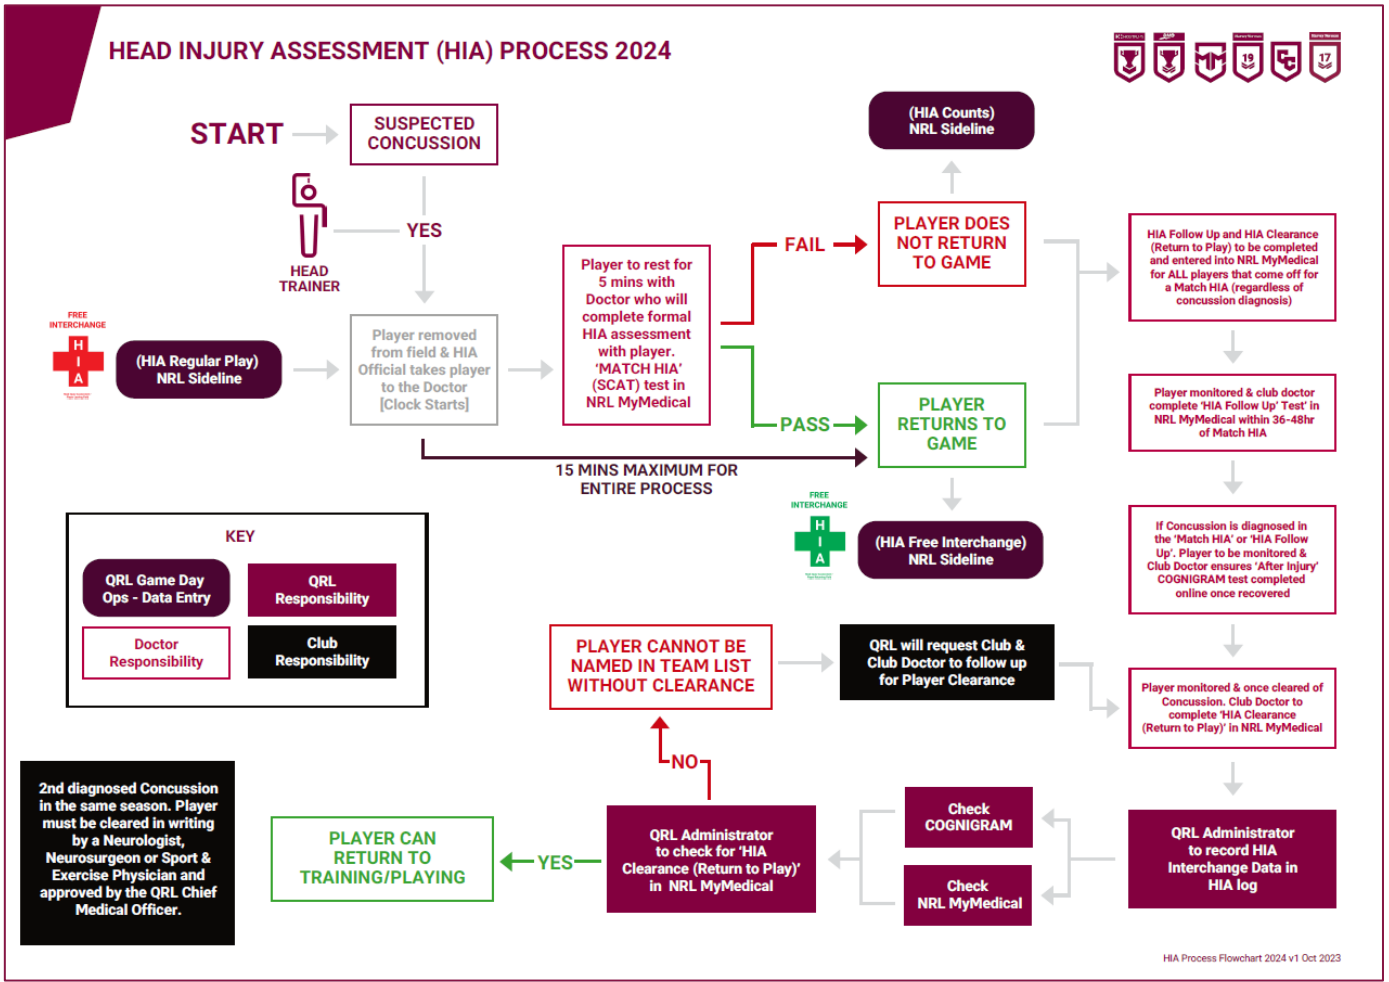 HEAD INJURY ASSESSMENT (HIA) PROCESS 2024
19
17
START
SUSPECTED
CONCUSSION
YES
HEAD
TRAINER
FREE
INTERCHANGE
H
I
A
(HIA Regular Play)
NRL Sideline
Player removed
from field & HIA
Official takes player
to the Doctor
[Clock Starts]
Player to rest for
5 mins with
Doctor who will
complete formal
HIA assessment
with player.
‘MATCH HIA’
(SCAT) test in
NRL MyMedical
FAIL
PASS
15 MINS MAXIMUM FOR
ENTIRE PROCESS
(HIA Counts)
NRL Sideline
PLAYER DOES
NOT RETURN
TO GAME
PLAYER
RETURNS TO
GAME
FREE
INTERCHANGE
H
I
A
(HIA Free Interchange)
NRL Sideline
HIA Follow Up and HIA Clearance
(Return to Play) to be completed
and entered into NRL MyMedical
for ALL players that come off for
a Match HIA (regardless of
concussion diagnosis)
Player monitored & club doctor
complete ‘HIA Follow Up’ Test’ in
NRL MyMedical within 36-48hr
of Match HIA
If Concussion is diagnosed in
the ‘Match HIA’ or ‘HIA Follow
Up’. Player to be monitored &
Club Doctor ensures ‘After Injury’
COGNIGRAM test completed
online once recovered
Player monitored & once cleared of
Concussion. Club Doctor to
complete ‘HIA Clearance
(Return to Play)’ in NRL MyMedical
QRL Administrator
to record HIA
Interchange Data in
HIA log
Check
COGNIGRAM
Check
NRL MyMedical
QRL Administrator
to check for ‘HIA
Clearance (Return to Play)’
in NRL MyMedical
NO
PLAYER CANNOT BE
NAMED IN TEAM LIST
WITHOUT CLEARANCE
QRL will request Club &
Club Doctor to follow up
for Player Clearance
YES
PLAYER CAN
RETURN TO
TRAINING/PLAYING
KEY
QRL Game Day
Ops - Data Entry
QRL
Responsibility
Doctor
Responsibility
Club
Responsibility
2nd diagnosed Concussion
in the same season. Player
must be cleared in writing
by a Neurologist,
Neurosurgeon or Sport &
Exercise Physician and
approved by the QRL Chief
Medical Officer.
HIA Process Flowchart 2024 v1 Oct 2023